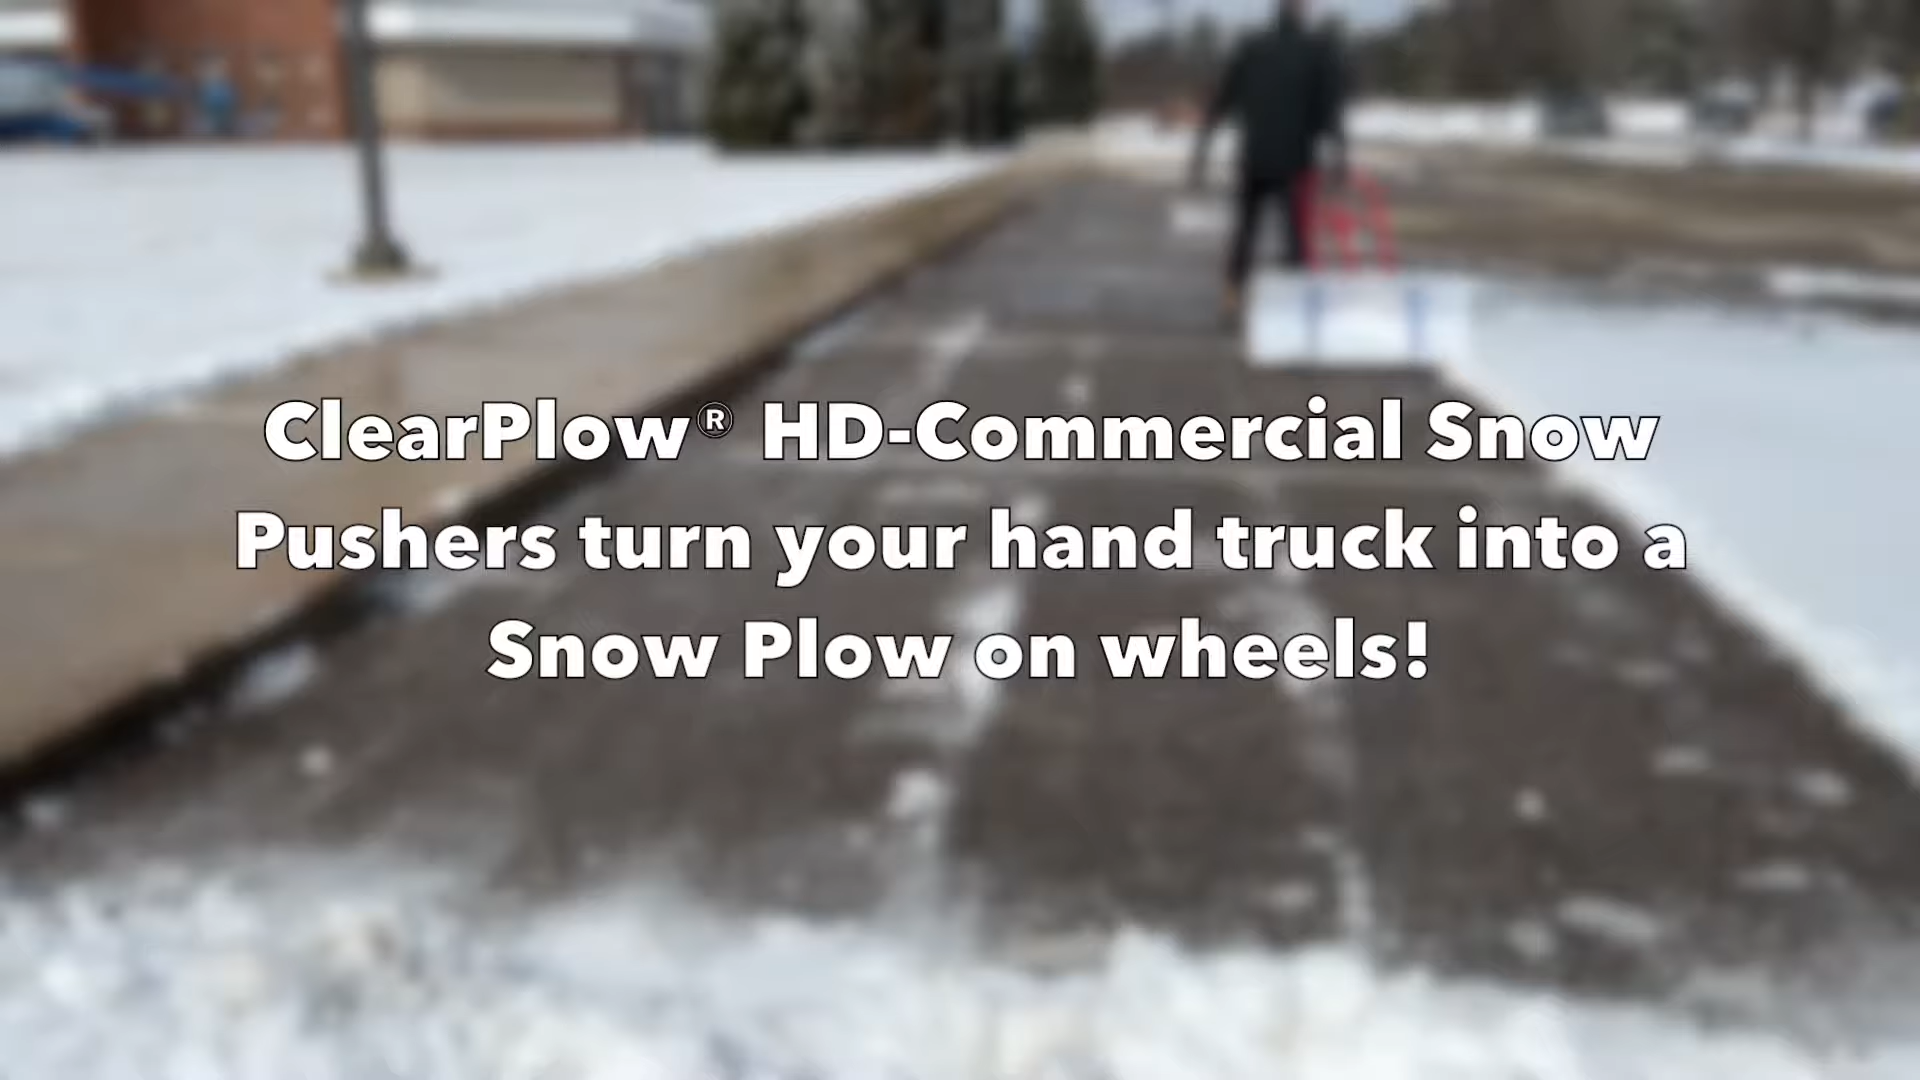 ClearPlow® HD-Commercial Snow
Pushers turn your hand truck into a
Snow Plow on wheels!